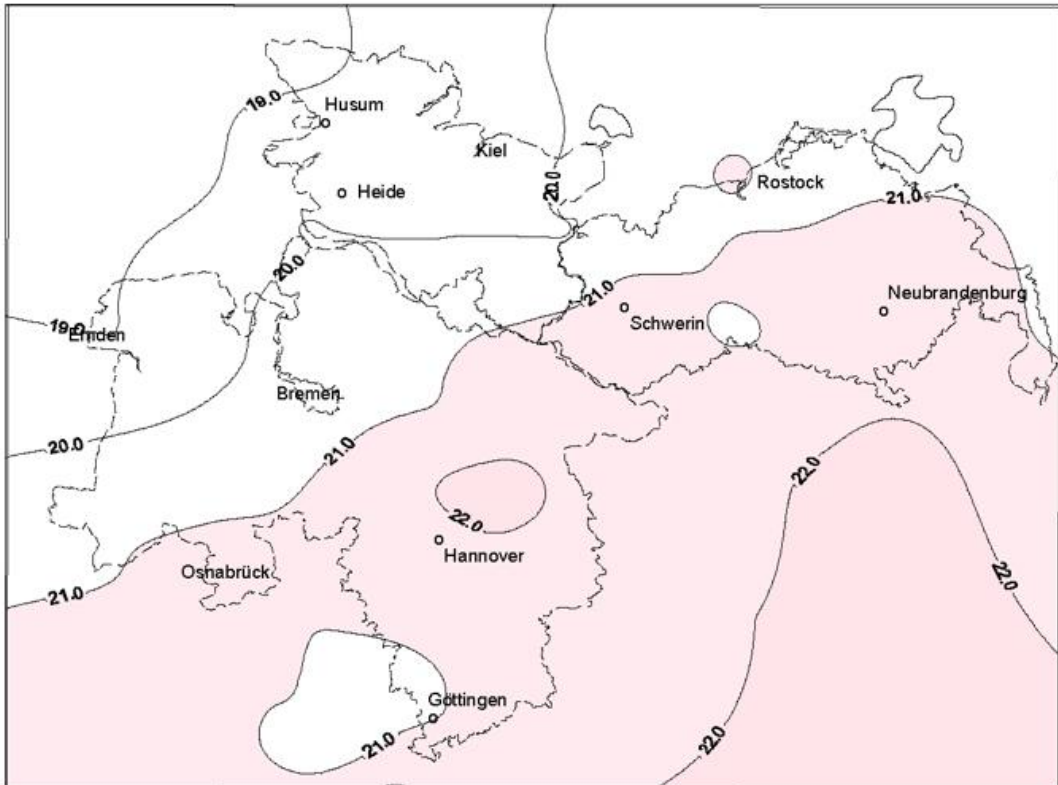 19.0
Husum
Kiel
Heide
20.0
Rostock
21.0
20.0
21.0
Neubrandenburg
Schwerin
19.0
Emden
Bremen
20.0
21.0
22.0
22.0
Hannover
Osnabrück
22.0
21.0
Göttingen
21.0
22.0